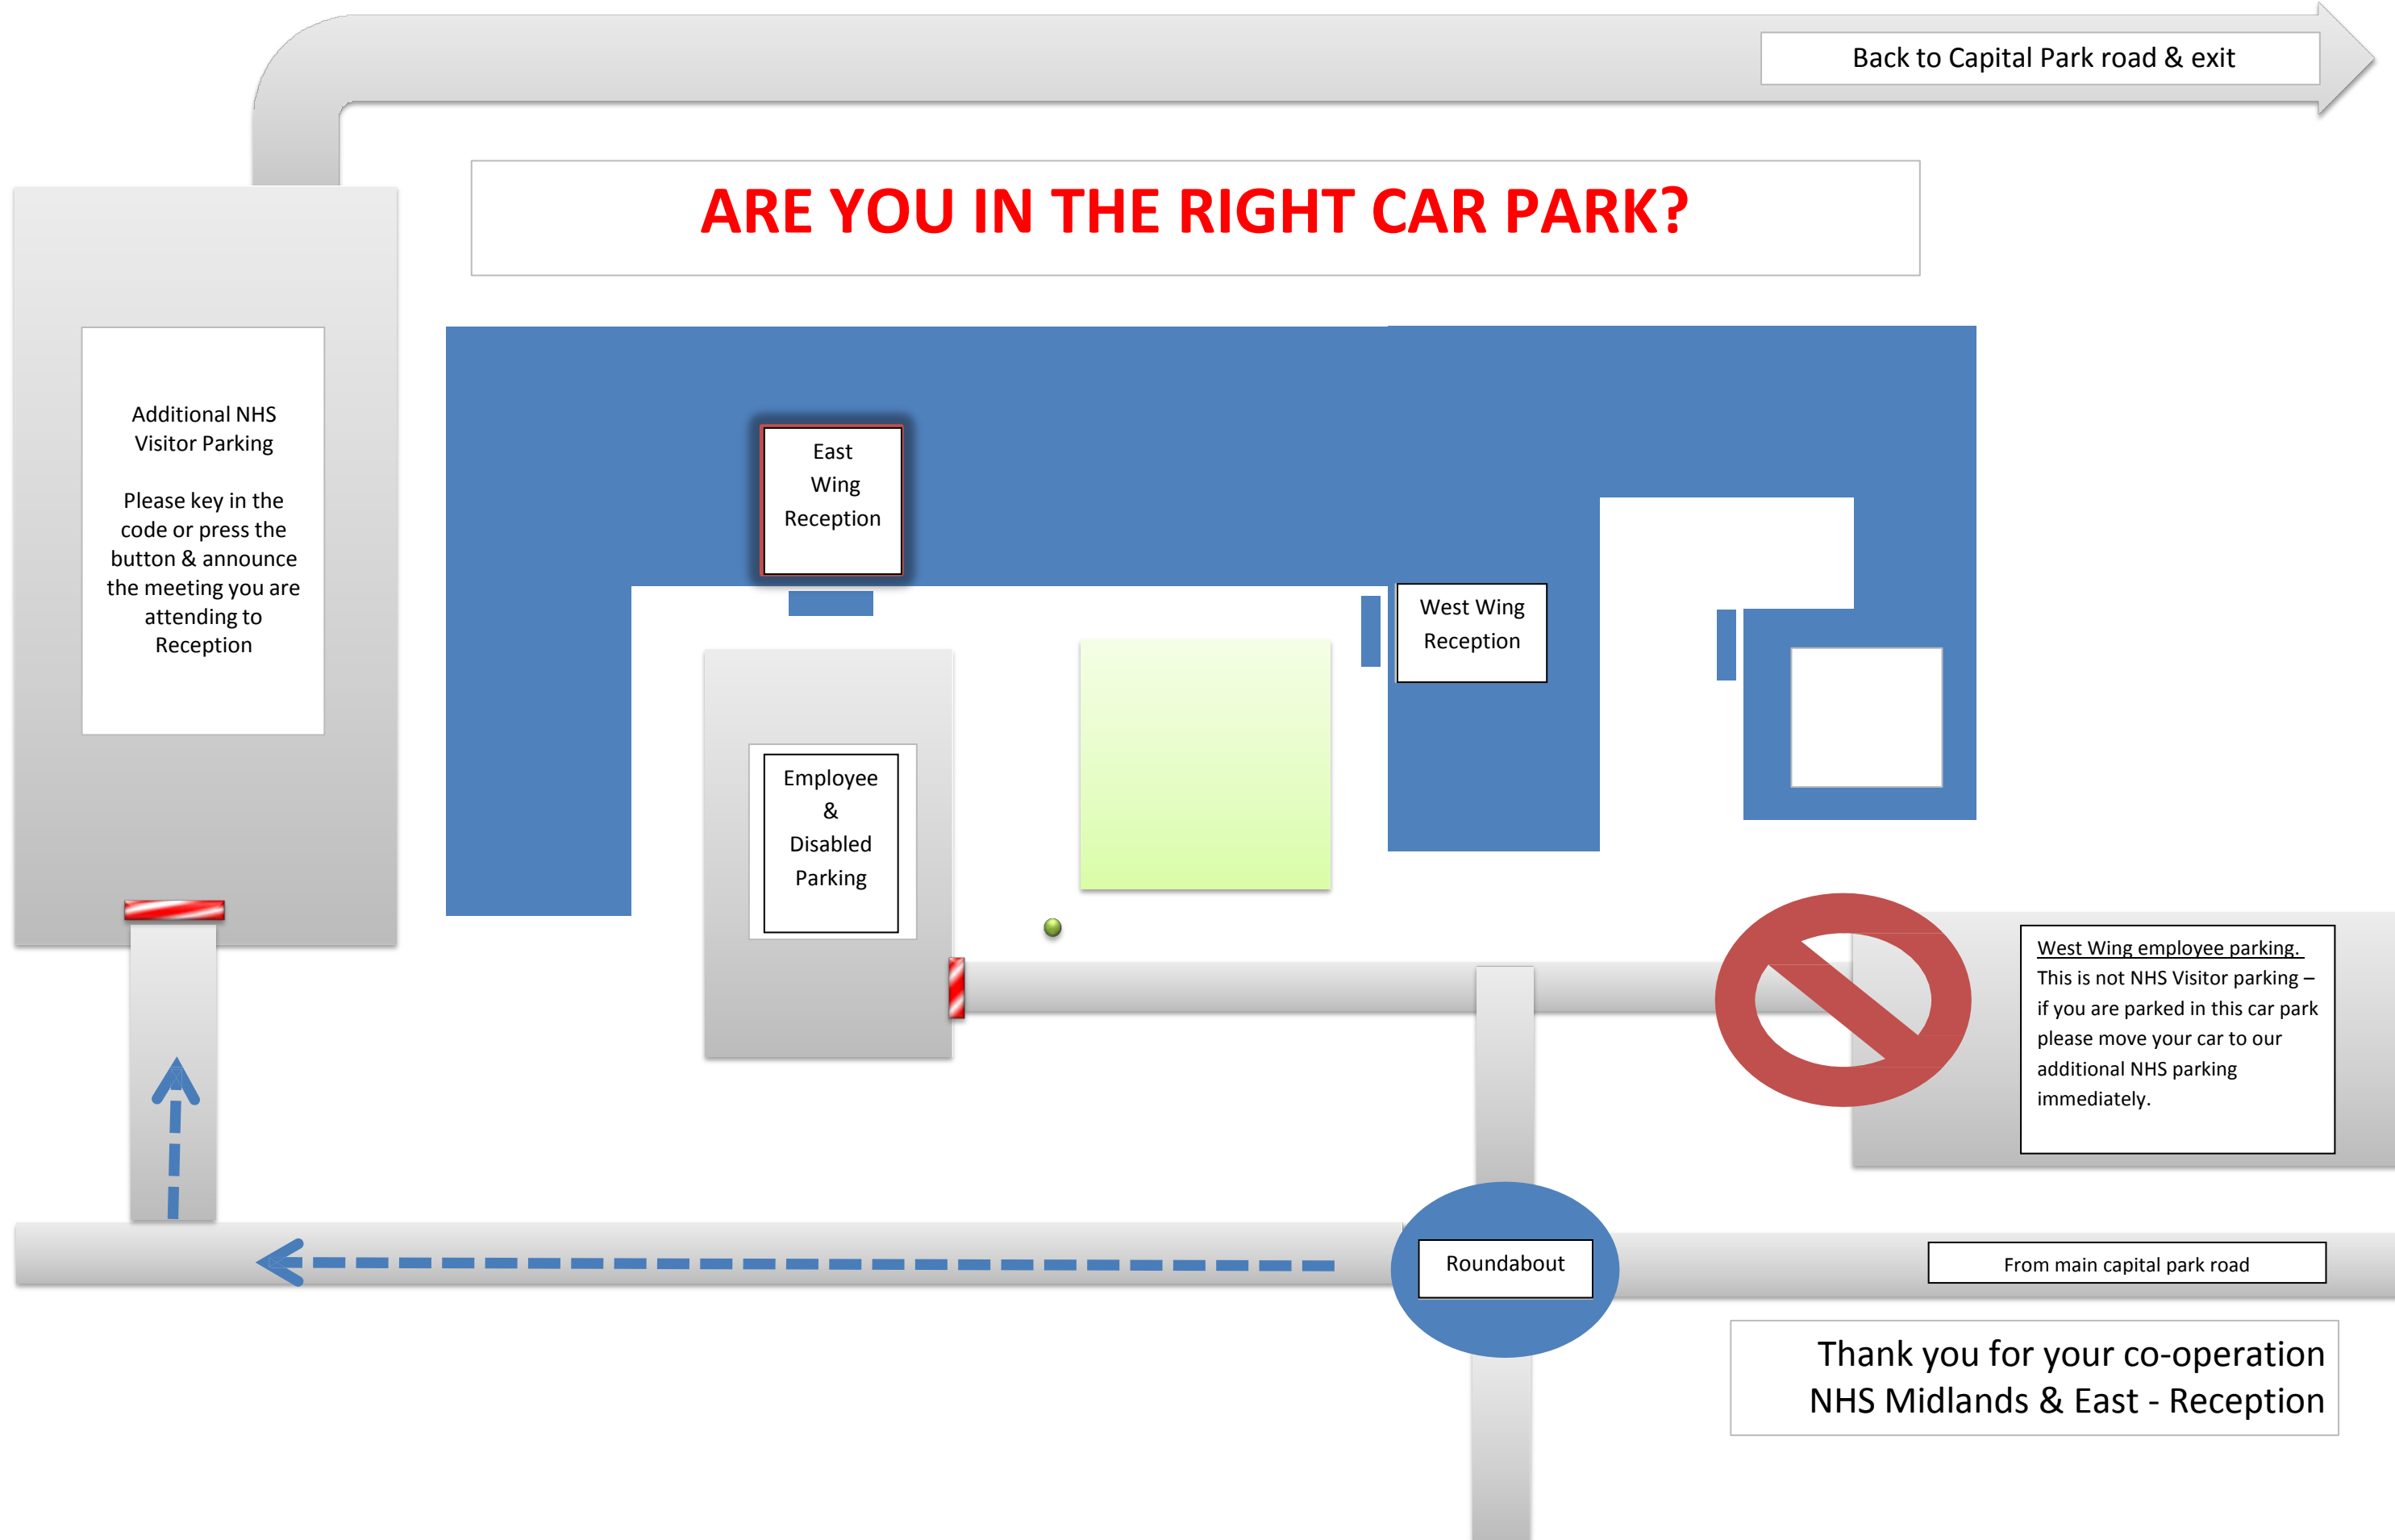 Back to Capital Park road & exit
ARE YOU IN THE RIGHT CAR PARK?
Additional NHS
Visitor Parking
Please key in the
code or press the
button & announce
the meeting you are
attending to
Reception
East
Wing
Reception
West Wing
Reception
Employee
&
Disabled
Parking
West Wing employee parking.
This is not NHS Visitor parking –
if you are parked in this car park
please move your car to our
additional NHS parking
immediately.
Roundabout
From main capital park road
Thank you for your co-operation
NHS Midlands & East - Reception